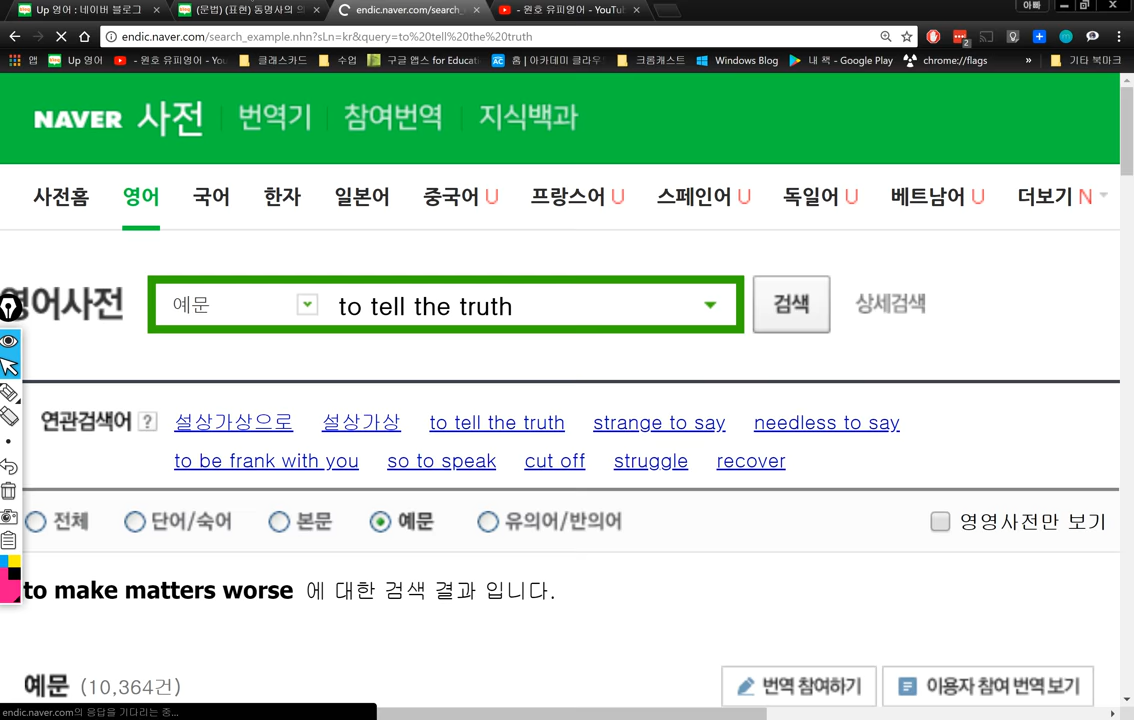 Up 영어 : 네이버 블로그 (문법) (표현) 동명사의 의 endic.naver.com/search_ - 원호 유피영어 - YouTu 아빠
endic.naver.com/search_example.nhn?sLn=kr&query=to%20tell%20the%20truth
앱 Up 영어 - 원호 유피영어 - You 클래스카드 수업 구글 앱스 for Educati 홈 | 아카데미 클라우 크롬캐스트 Windows Blog 내 책 - Google Play chrome://flags » 기타 북마크
NAVER 사전 번역기 참여번역 지식백과
사전홈 영어 국어 한자 일본어 중국어 U 프랑스어 U 스페인어 U 독일어 U 베트남어 U 더보기 N
영어사전 예문 to tell the truth 검색 상세검색
연관검색어 ? 설상가상으로 설상가상 to tell the truth strange to say needless to say
to be frank with you so to speak cut off struggle recover
전체 단어/숙어 본문 예문 유의어/반의어 영영사전만 보기
to make matters worse 에 대한 검색 결과 입니다.
예문 (10,364건) 번역 참여하기 이용자 참여 번역 보기
endic.naver.com의 응답을 기다리는 중...